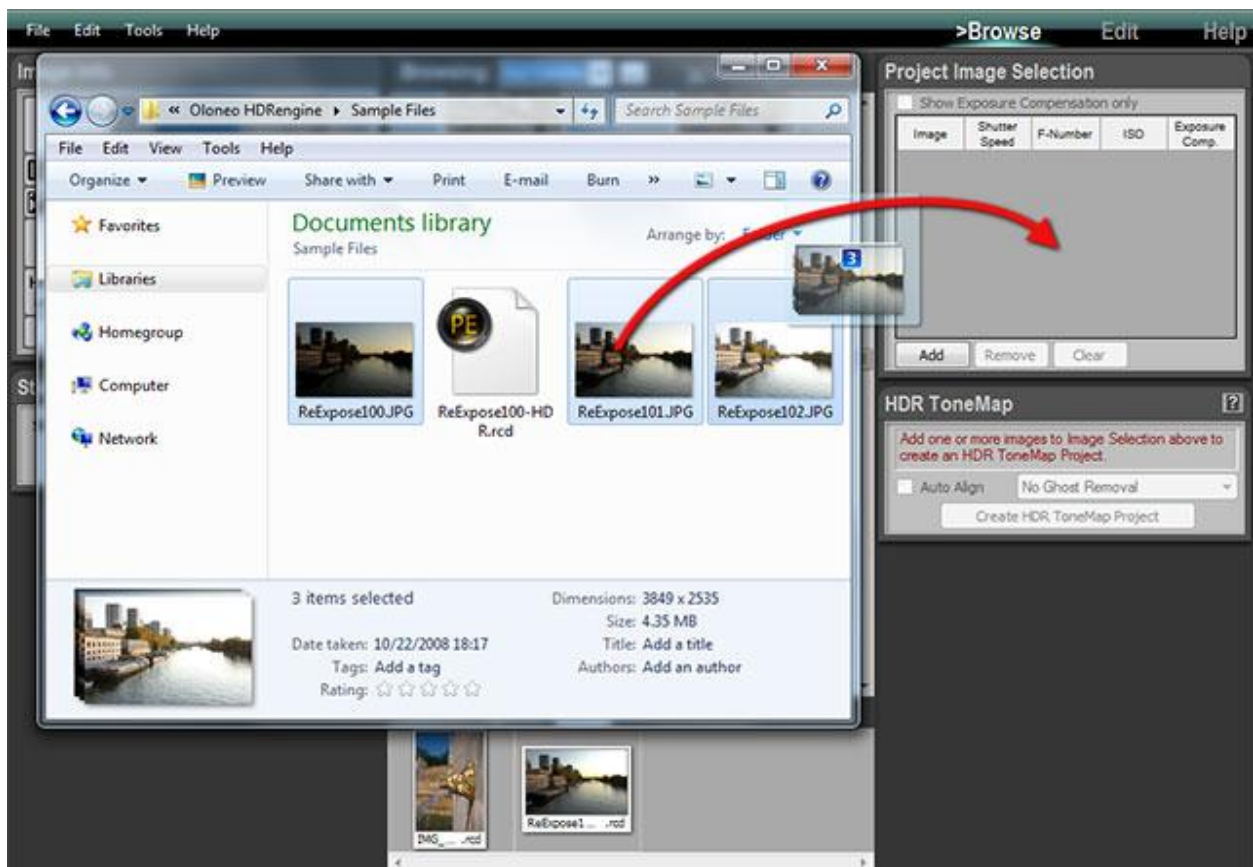 File Edit Tools Help
>Browse Edit Help
« Oloneo HDRengine ▸ Sample Files
Search Sample Files
File Edit View Tools Help
Organize Preview Share with Print E-mail Burn »
Favorites
Libraries
Homegroup
Computer
Network
Documents library
Sample Files
Arrange by:
PE
3
ReExpose100.JPG
ReExpose100-HD
R.rcd
ReExpose101.JPG
ReExpose102.JPG
3 items selected
Date taken: 10/22/2008 18:17
Tags: Add a tag
Rating:
Dimensions: 3849 x 2535
Size: 4.35 MB
Title: Add a title
Authors: Add an author
Project Image Selection
Show Exposure Compensation only
Image
Shutter
Speed
F-Number
ISO
Exposure
Comp.
Add Remove Clear
HDR ToneMap [?]
Add one or more images to Image Selection above to
create an HDR ToneMap Project.
Auto Align No Ghost Removal
Create HDR ToneMap Project
IMG_... .rcd
ReExpose1... .rcd